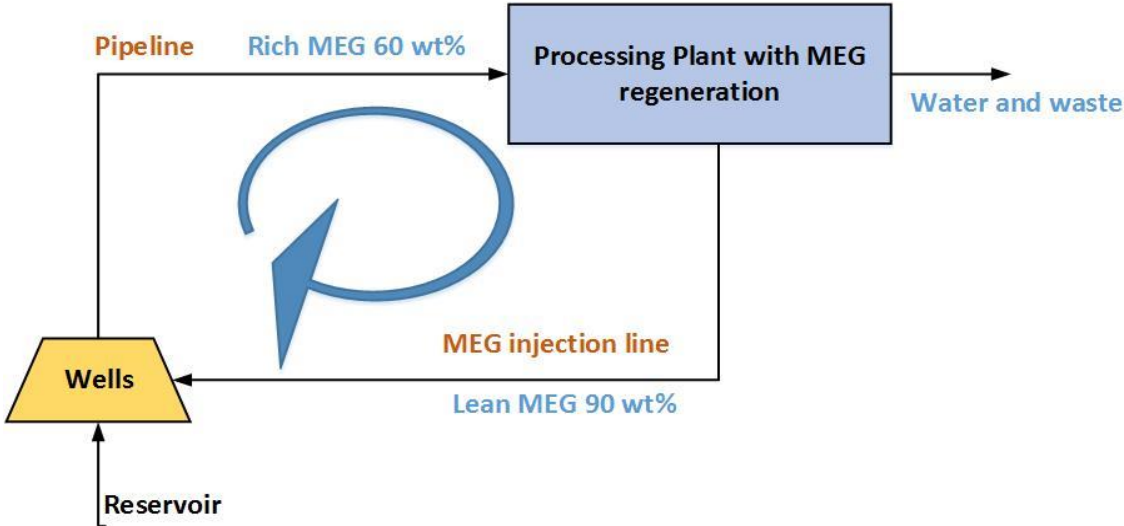 Pipeline
Rich MEG 60 wt%
Processing Plant with MEG
regeneration
Water and waste
MEG injection line
Wells
Lean MEG 90 wt%
Reservoir